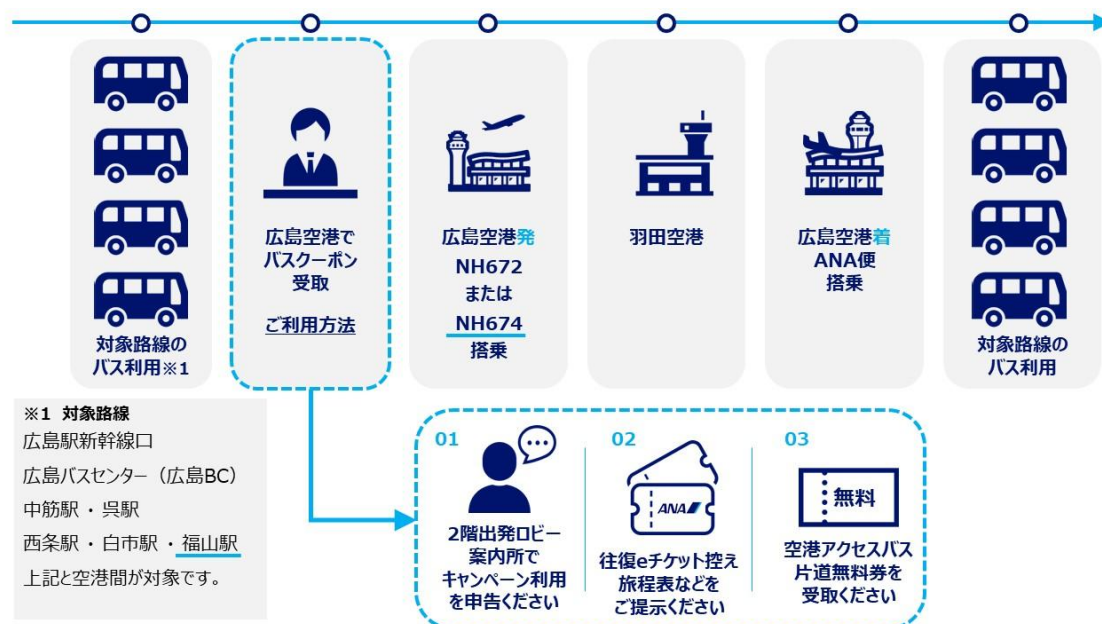 対象路線の
バス利用※1
広島空港で
バスクーポン
受取
ご利用方法
広島空港発
NH672
または
NH674
搭乗
羽田空港
広島空港着
ANA便
搭乗
対象路線の
バス利用
※1 対象路線
広島駅新幹線口
広島バスセンター（広島BC）
中筋駅・呉駅
西条駅・白市駅・福山駅
上記と空港間が対象です。
01
2階出発ロビー
案内所で
キャンペーン利用
を申告ください
02
ANA
往復eチケット控え
旅程表などを
ご提示ください
03
無料
空港アクセスバス
片道無料券を
受取ください